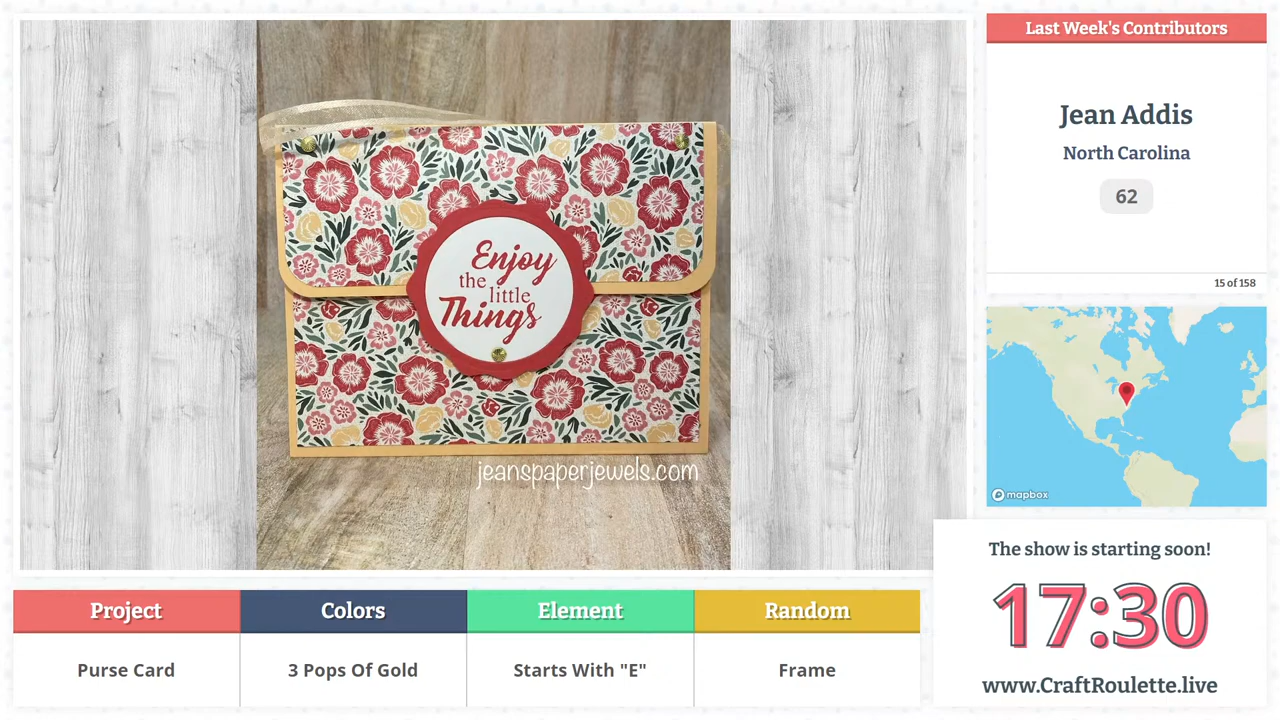 Enjoy
the little
Things
jeanspaperjewels.com
Last Week's Contributors
Jean Addis
North Carolina
62
15 of 158
mapbox
The show is starting soon!
17:30
www.CraftRoulette.live
Project
Colors
Element
Random
Purse Card
3 Pops Of Gold
Starts With "E"
Frame